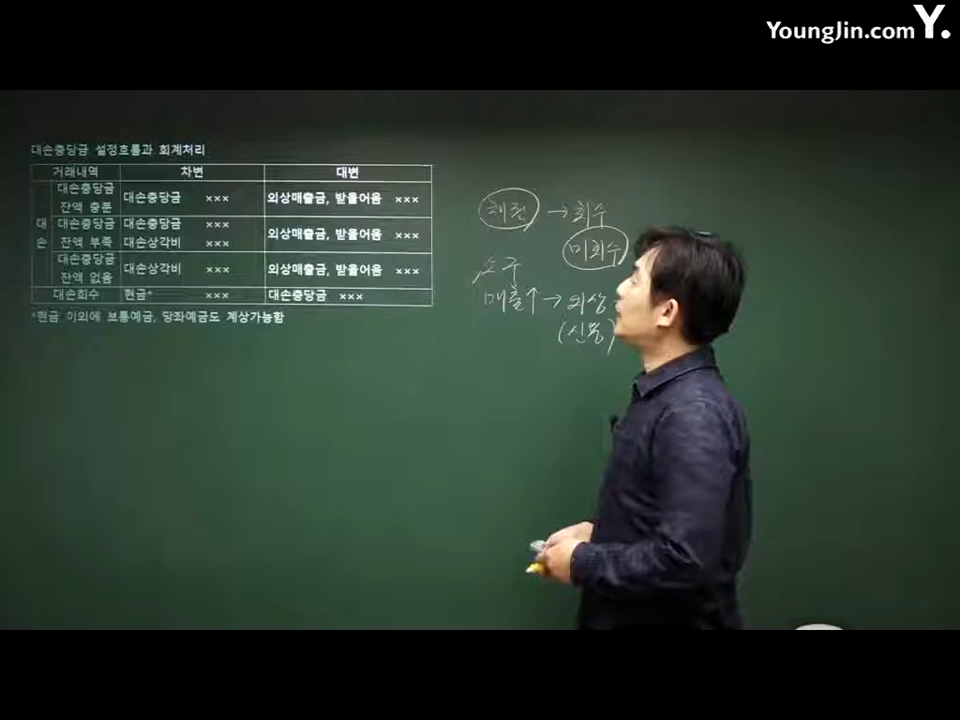 YoungJin.com Y.
대손충당금 설정흐름과 회계처리
거래내역 차변 대변
대손
대손충당금 잔액 충분 대손충당금 ××× 외상매출금, 받을어음 ×××
대손충당금 잔액 부족 대손충당금 ××× 대손상각비 ××× 외상매출금, 받을어음 ×××
대손충당금 잔액 없음 대손상각비 ××× 외상매출금, 받을어음 ×××
대손회수 현금* ××× 대손충당금 ×××
*현금 이외에 보통예금, 당좌예금도 계상가능함
채권 → 회수
미회수
매출↑ → 외상
(신용)